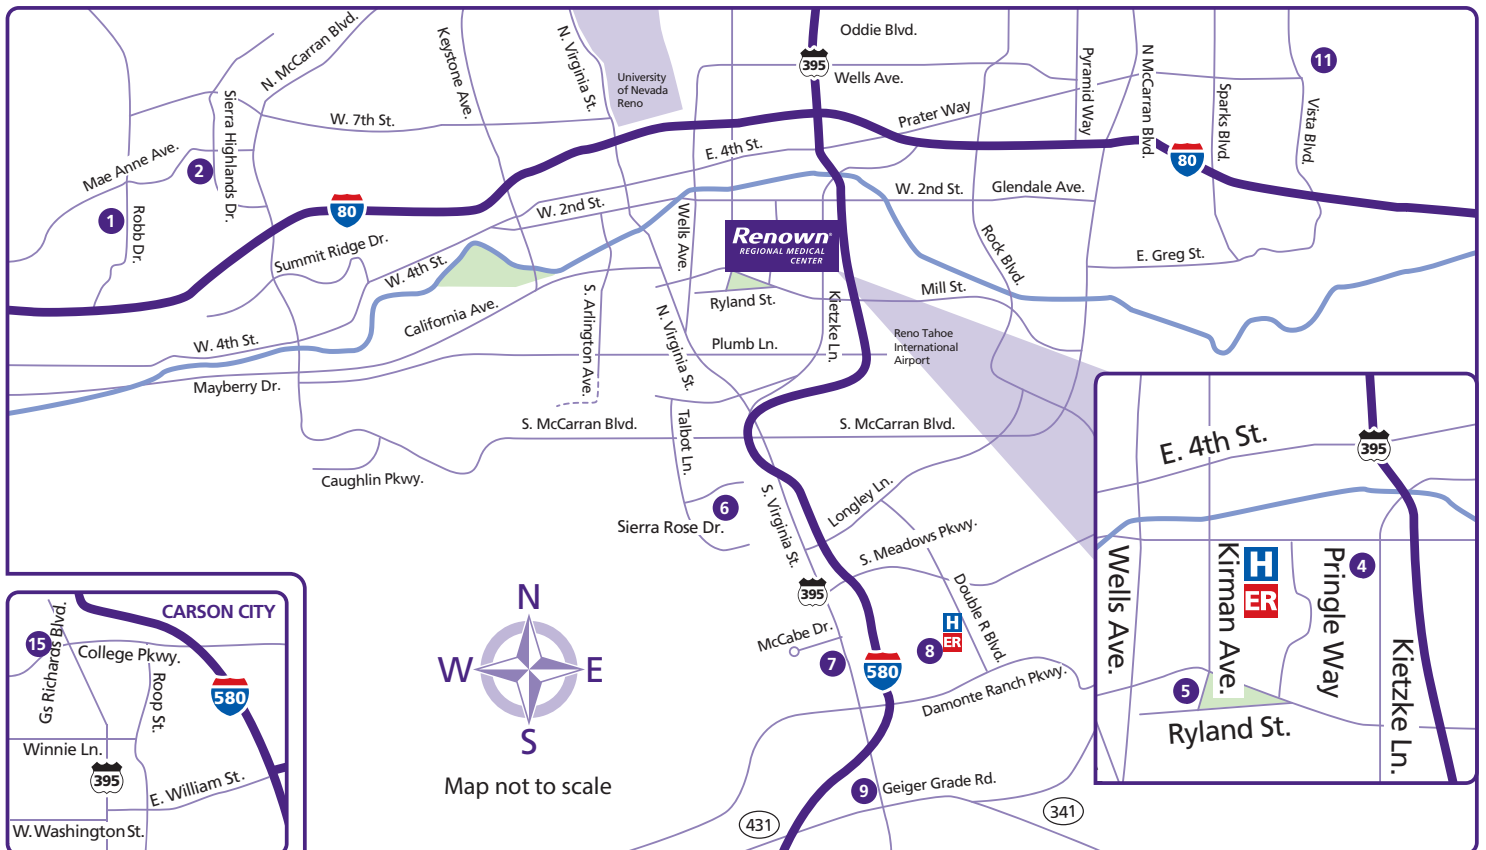 Oddie Blvd.
395
Wells Ave.
N. McCarran Blvd.
Keystone Ave.
N. Virginia St.
University
of Nevada
Reno
Pyramid Way
N McCarran Blvd.
Sparks Blvd.
Vista Blvd.
11
Sierra Highlands Dr.
W. 7th St.
Prater Way
E. 4th St.
80
Mae Anne Ave.
2
1
Robb Dr.
80
W. 2nd St.
W. 2nd St.
Glendale Ave.
Wells Ave.
Renown®
REGIONAL MEDICAL
CENTER
Rock Blvd.
E. Greg St.
Summit Ridge Dr.
W. 4th St.
California Ave.
S. Arlington Ave.
N. Virginia St.
Ryland St.
Kietzke Ln.
Mill St.
Reno Tahoe
International
Airport
Plumb Ln.
W. 4th St.
Mayberry Dr.
S. McCarran Blvd.
S. McCarran Blvd.
Talbot Ln.
Caughlin Pkwy.
6
Sierra Rose Dr.
S. Virginia St.
Longley Ln.
S. Meadows Pkwy.
395
Double R Blvd.
H
ER
8
McCabe Dr.
7
580
Damonte Ranch Pkwy.
9
Geiger Grade Rd.
431
341
N
W
E
S
Map not to scale
CARSON CITY
15
Gs Richards Blvd.
College Pkwy.
Roop St.
580
Winnie Ln.
395
E. William St.
W. Washington St.
E. 4th St.
395
Wells Ave.
Kirman Ave.
H
ER
Pringle Way
4
Kietzke Ln.
5
Ryland St.